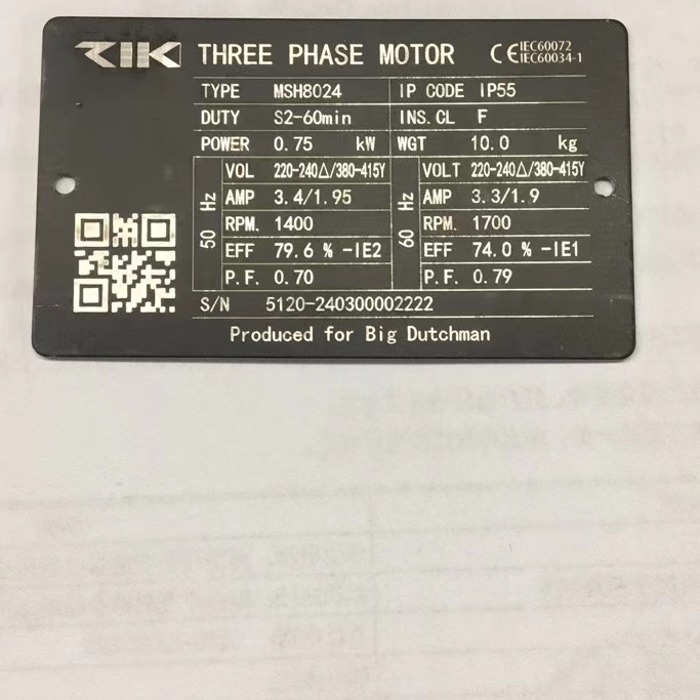 RIK THREE PHASE MOTOR CE IEC60072 IEC60034-1
TYPE MSH8024 IP CODE IP55
DUTY S2-60min INS.CL F
POWER 0.75 kW WGT 10.0 kg
50 Hz
VOL 220-240△/380-415Y
AMP 3.4/1.95
RPM. 1400
EFF 79.6 % -IE2
P.F. 0.70
60 Hz
VOLT 220-240△/380-415Y
AMP 3.3/1.9
RPM. 1700
EFF 74.0 % -IE1
P.F. 0.79
S/N 5120-240300002222
Produced for Big Dutchman